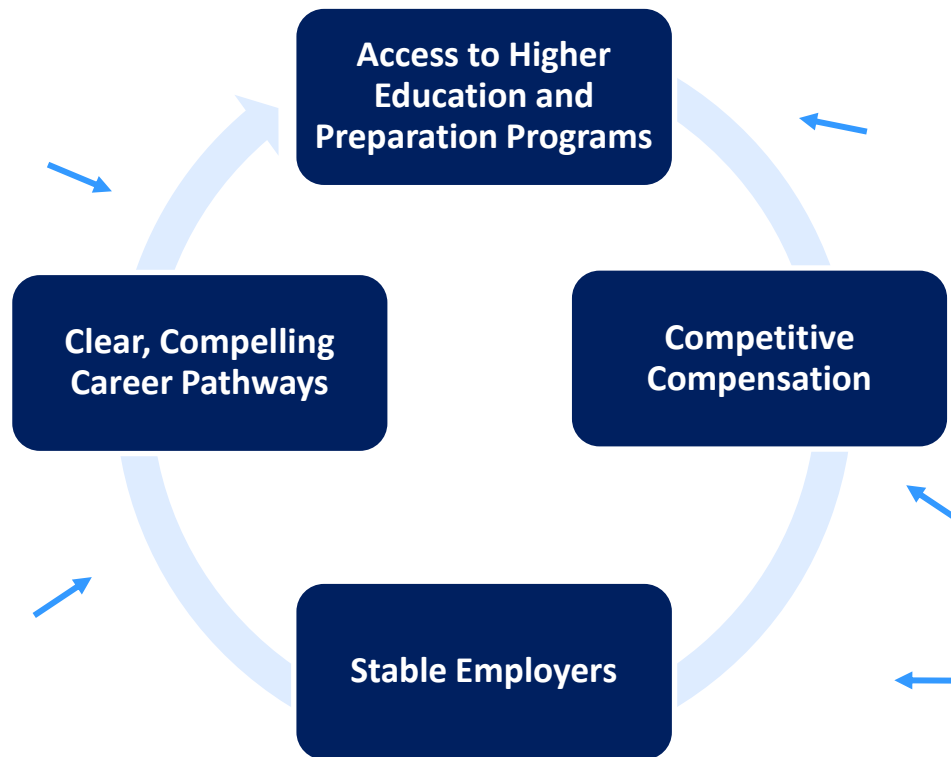 Access to Higher
Education and
Preparation Programs
Clear, Compelling
Career Pathways
Competitive
Compensation
Stable Employers